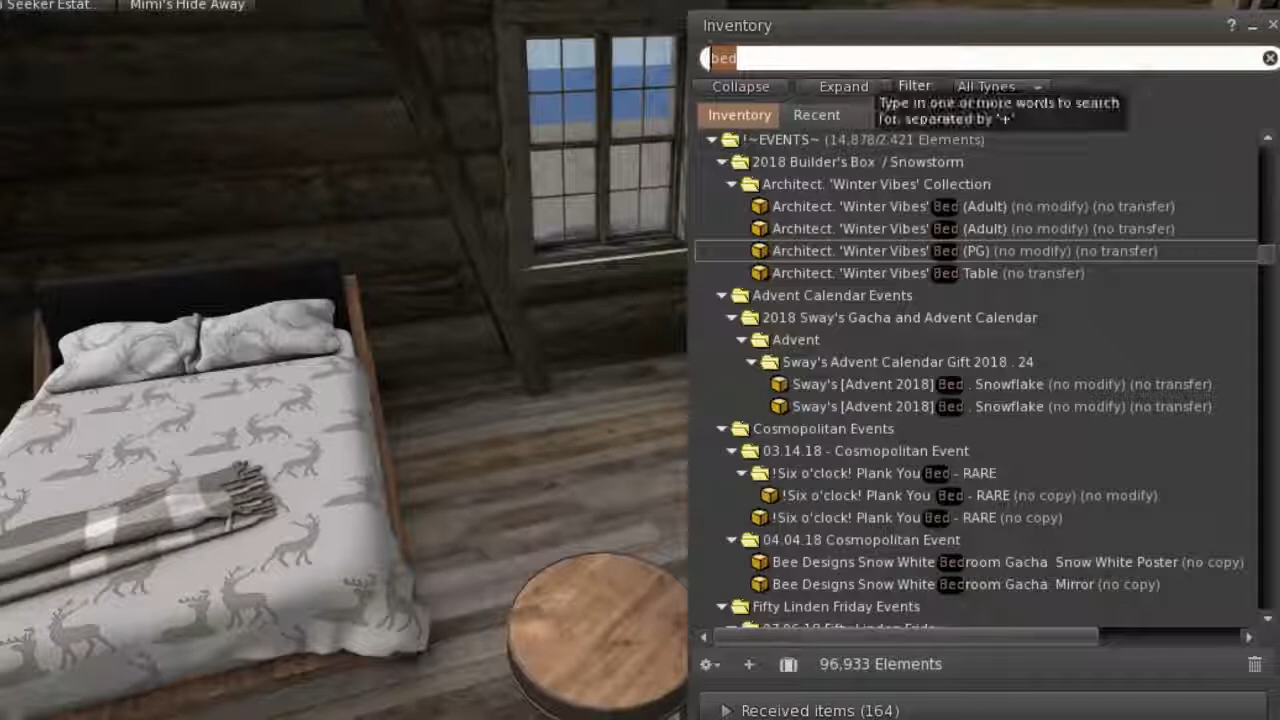 Seeker Estat..
Mimi's Hide Away
Inventory
?
bed
Collapse
Expand
Filter:
All Types
Type in one or more words to search
(or, separated by '+'
Inventory
Recent
!~EVENTS~ (14,878/2,421 Elements)
2018 Builder's Box / Snowstorm
Architect. 'Winter Vibes' Collection
Architect. 'Winter Vibes' Bed (Adult) (no modify) (no transfer)
Architect. 'Winter Vibes' Bed (Adult) (no modify) (no transfer)
Architect. 'Winter Vibes' Bed (PG) (no modify) (no transfer)
Architect. 'Winter Vibes' Bed Table (no transfer)
Advent Calendar Events
2018 Sway's Gacha and Advent Calendar
Advent
Sway's Advent Calendar Gift 2018 . 24
Sway's [Advent 2018] Bed . Snowflake (no modify) (no transfer)
Sway's [Advent 2018] Bed . Snowflake (no modify) (no transfer)
Cosmopolitan Events
03.14.18 - Cosmopolitan Event
!Six o'clock! Plank You Bed - RARE
!Six o'clock! Plank You Bed - RARE (no copy) (no modify)
!Six o'clock! Plank You Bed - RARE (no copy)
04.04.18 Cosmopolitan Event
Bee Designs Snow White Bedroom Gacha Snow White Poster (no copy)
Bee Designs Snow White Bedroom Gacha Mirror (no copy)
Fifty Linden Friday Events
96,933 Elements
Received items (164)